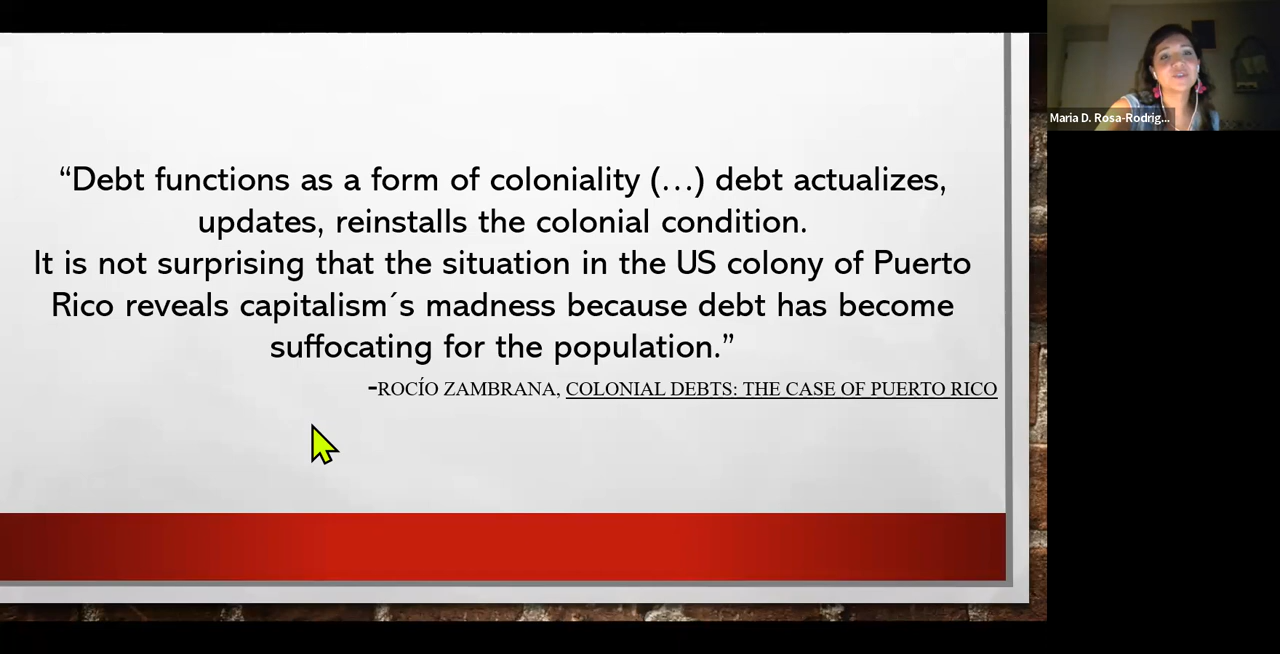 “Debt functions as a form of coloniality (…) debt actualizes,
updates, reinstalls the colonial condition.
It is not surprising that the situation in the US colony of Puerto
Rico reveals capitalism´s madness because debt has become
suffocating for the population.”
-ROCÍO ZAMBRANA, COLONIAL DEBTS: THE CASE OF PUERTO RICO
Maria D. Rosa-Rodrig...